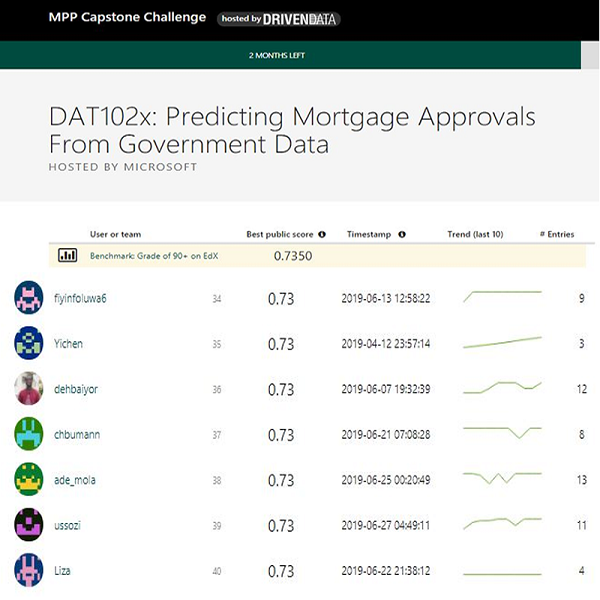 MPP Capstone Challenge hosted by DRIVENDATA
2 MONTHS LEFT
DAT102x: Predicting Mortgage Approvals
From Government Data
HOSTED BY MICROSOFT
User or team Best public score Timestamp Trend (last 10) # Entries
Benchmark: Grade of 90+ on EdX 0.7350
fiyinfoluwa6 34 0.73 2019-06-13 12:58:22 9
Yichen 35 0.73 2019-04-12 23:57:14 3
dehbaiyor 36 0.73 2019-06-07 19:32:39 12
chbumann 37 0.73 2019-06-21 07:08:28 8
ade_mola 38 0.73 2019-06-25 00:20:49 13
ussozi 39 0.73 2019-06-27 04:49:11 11
Liza 40 0.73 2019-06-22 21:38:12 4